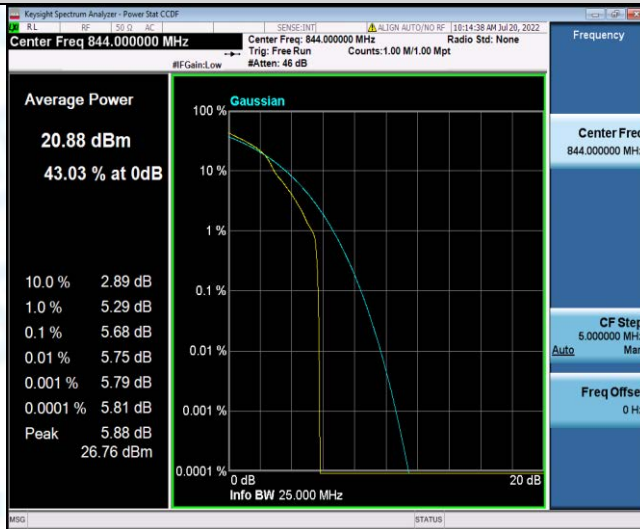 Keysight Spectrum Analyzer - Power Stat CCDF
RL RF 50 Ω AC SENSE:INT ALIGN AUTO/NO RF 10:14:38 AM Jul 20, 2022
Center Freq 844.000000 MHz
Center Freq: 844.000000 MHz Radio Std: None
Trig: Free Run Counts:1.00 M/1.00 Mpt
#IFGain:Low #Atten: 46 dB
Frequency
Average Power
20.88 dBm
43.03 % at 0dB
10.0 % 2.89 dB
1.0 % 5.29 dB
0.1 % 5.68 dB
0.01 % 5.75 dB
0.001 % 5.79 dB
0.0001 % 5.81 dB
Peak 5.88 dB
26.76 dBm
Gaussian
100 %
10 %
1 %
0.1 %
0.01 %
0.001 %
0.0001 %
0 dB 20 dB
Info BW 25.000 MHz
Center Freq
844.000000 MHz
CF Step
5.000000 MHz
Auto Man
Freq Offse
0 Hz
MSG STATUS